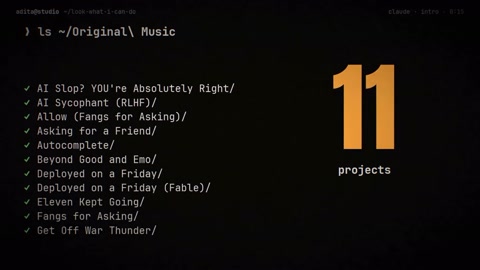 adita@studio ~/look-what-i-can-do
claude · intro · 0:13
❯ ls ~/Original\ Music
✓ AI Slop? YOU're Absolutely Right/
✓ AI Sycophant (RLHF)/
✓ Allow (Fangs for Asking)/
✓ Asking for a Friend/
✓ Autocomplete/
✓ Beyond Good and Emo/
✓ Deployed on a Friday/
✓ Deployed on a Friday (Fable)/
✓ Eleven Kept Going/
✓ Fangs for Asking/
✓ Get Off War Thunder/
11
projects